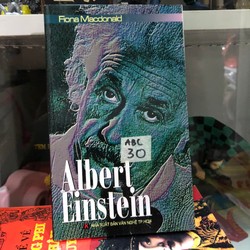 Fiona Macdonald
ABC
30
Albert
Einstein
NHÀ XUẤT BẢN VĂN NGHỆ TP. HCM